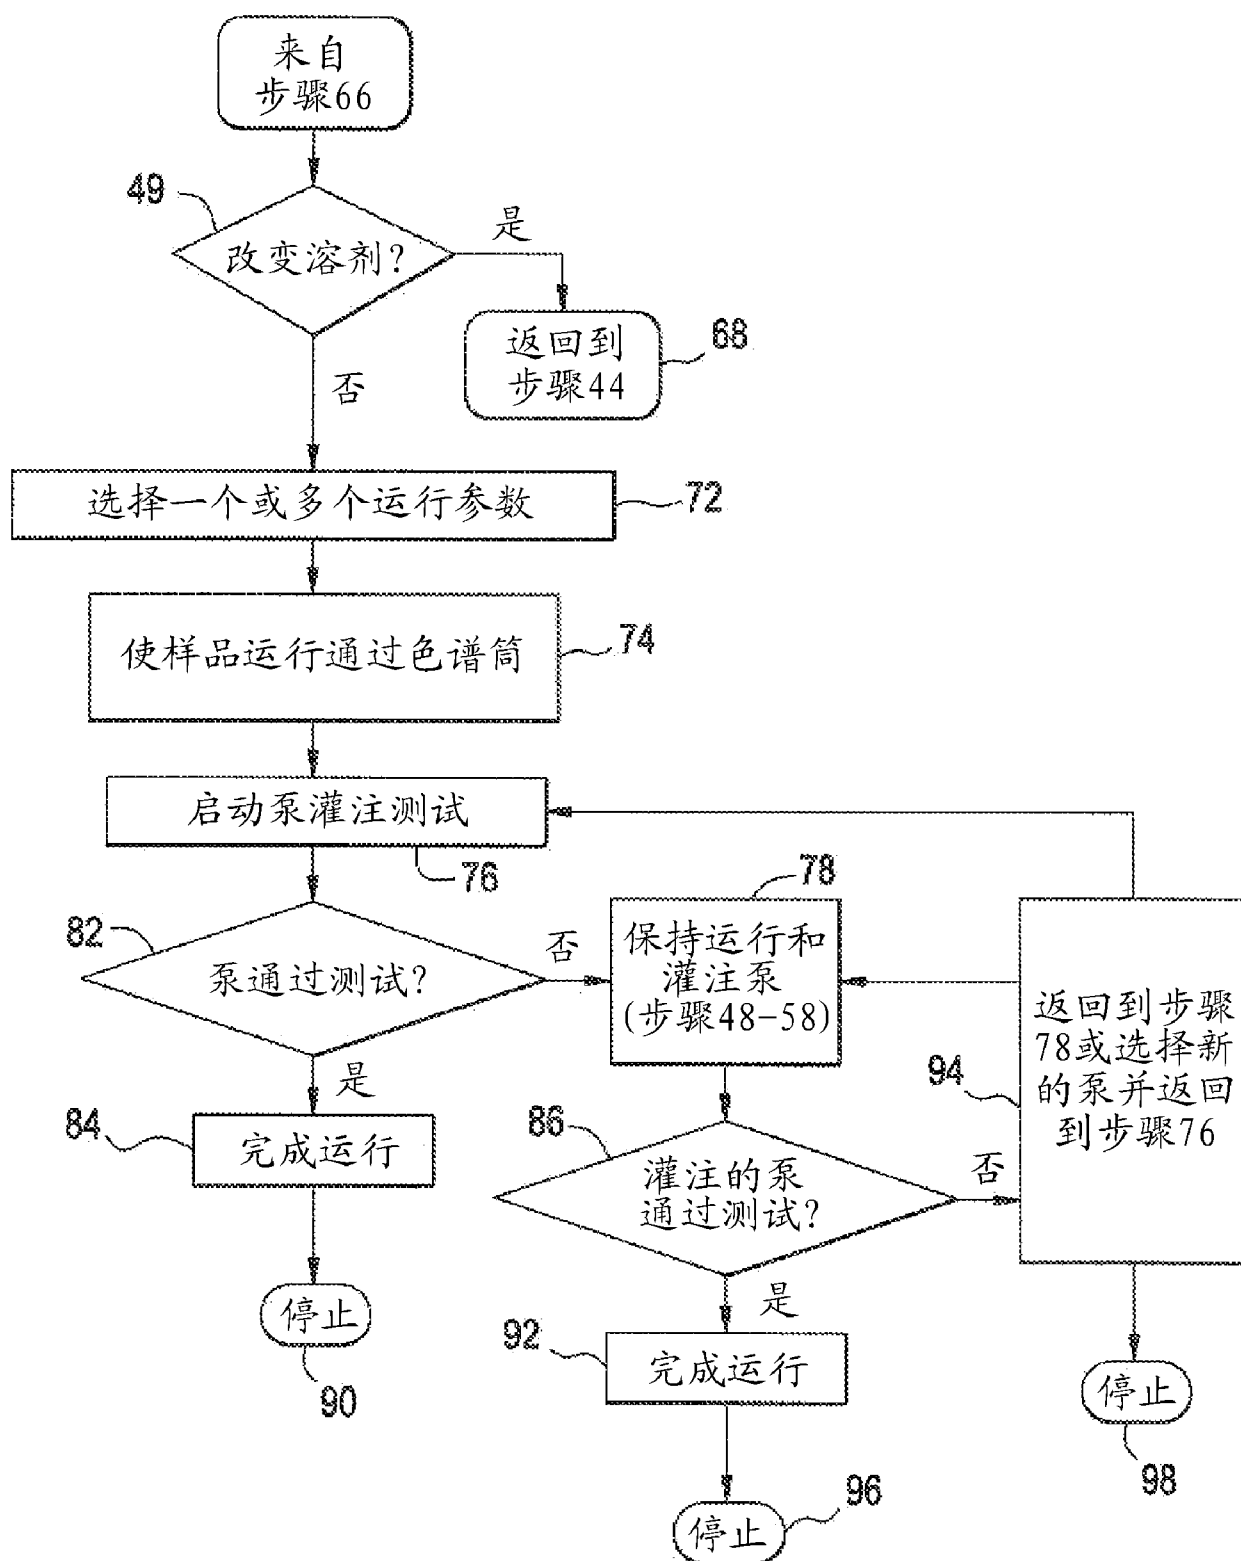 来自
步骤66
49
改变溶剂?
是
返回到
步骤44
68
否
选择一个或多个运行参数
72
使样品运行通过色谱筒
74
启动泵灌注测试
76
78
82
泵通过测试?
否
保持运行和
灌注泵
(步骤48-58)
返回到步骤
78或选择新
的泵并返回
到步骤76
94
是
84
完成运行
86
灌注的泵
通过测试?
否
停止
90
是
92
完成运行
停止
98
停止
96